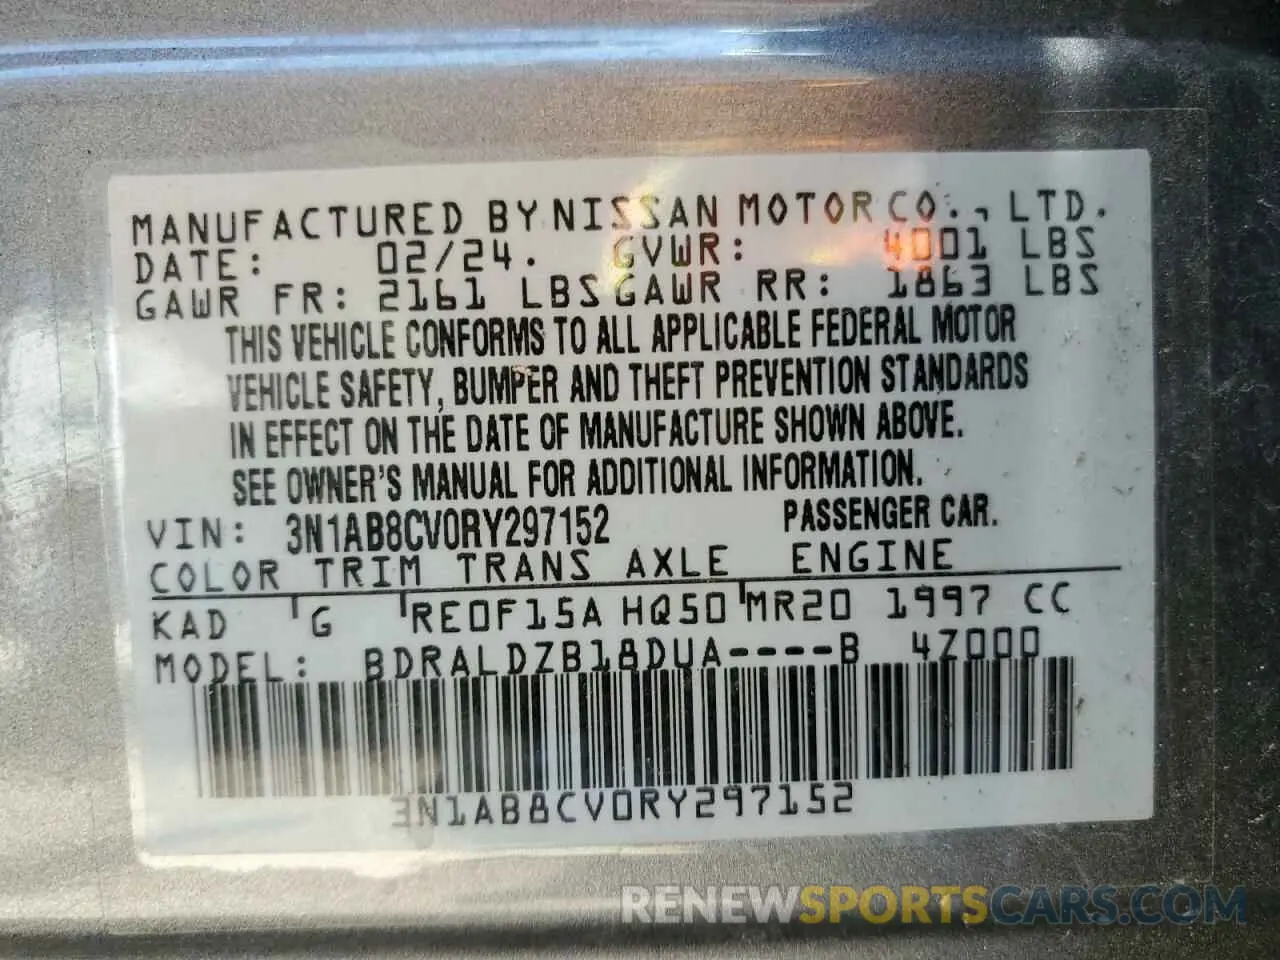 MANUFACTURED BY NISSAN MOTOR CO., LTD.
DATE: 02/24. GVWR: 4001 LBS
GAWR FR: 2161 LBS GAWR RR: 1863 LBS
THIS VEHICLE CONFORMS TO ALL APPLICABLE FEDERAL MOTOR
VEHICLE SAFETY, BUMPER AND THEFT PREVENTION STANDARDS
IN EFFECT ON THE DATE OF MANUFACTURE SHOWN ABOVE.
SEE OWNER'S MANUAL FOR ADDITIONAL INFORMATION.
VIN: 3N1AB8CV0RY297152 PASSENGER CAR.
COLOR TRIM TRANS AXLE ENGINE
KAD G RE0F15A HQ50 MR20 1997 CC
MODEL: BDRALDZB18DUA----B 4Z000
3N1AB8CV0RY297152
RENEWSPORTSCARS.COM